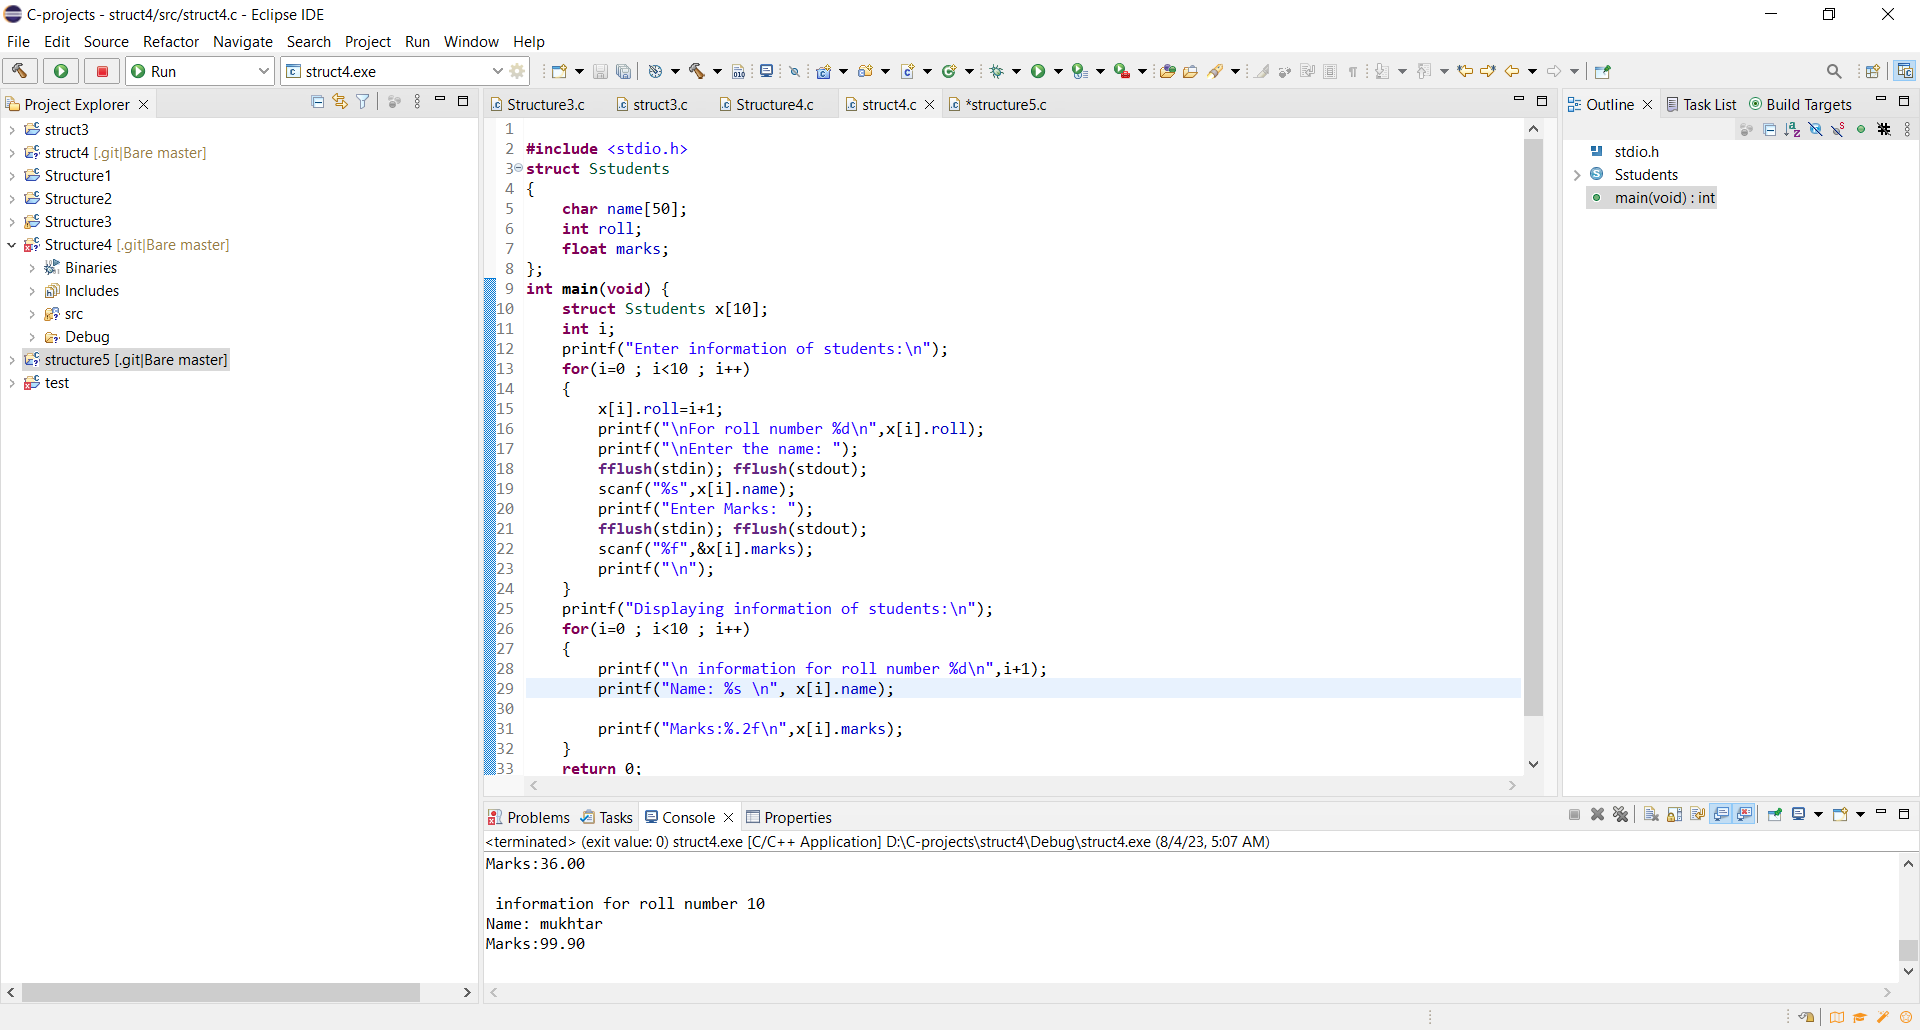 C-projects - struct4/src/struct4.c - Eclipse IDE
File Edit Source Refactor Navigate Search Project Run Window Help
Run
struct4.exe
Project Explorer
struct3
struct4 [.git|Bare master]
Structure1
Structure2
Structure3
Structure4 [.git|Bare master]
Binaries
Includes
src
Debug
structure5 [.git|Bare master]
test
Structure3.c struct3.c Structure4.c struct4.c *structure5.c
1
2 #include <stdio.h>
3 struct Sstudents
4 {
5 char name[50];
6 int roll;
7 float marks;
8 };
9 int main(void) {
10 struct Sstudents x[10];
11 int i;
12 printf("Enter information of students:\n");
13 for(i=0 ; i<10 ; i++)
14 {
15 x[i].roll=i+1;
16 printf("\nFor roll number %d\n",x[i].roll);
17 printf("\nEnter the name: ");
18 fflush(stdin); fflush(stdout);
19 scanf("%s",x[i].name);
20 printf("Enter Marks: ");
21 fflush(stdin); fflush(stdout);
22 scanf("%f",&x[i].marks);
23 printf("\n");
24 }
25 printf("Displaying information of students:\n");
26 for(i=0 ; i<10 ; i++)
27 {
28 printf("\n information for roll number %d\n",i+1);
29 printf("Name: %s \n", x[i].name);
30
31 printf("Marks:%.2f\n",x[i].marks);
32 }
33 return 0;
Outline Task List Build Targets
stdio.h
Sstudents
main(void) : int
Problems Tasks Console Properties
<terminated> (exit value: 0) struct4.exe [C/C++ Application] D:\C-projects\struct4\Debug\struct4.exe (8/4/23, 5:07 AM)
Marks:36.00
information for roll number 10
Name: mukhtar
Marks:99.90